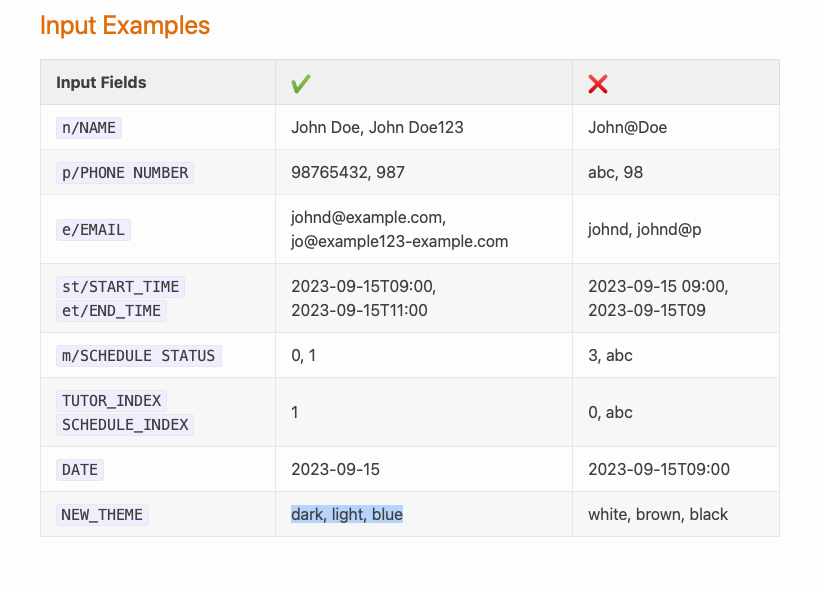 Input Examples
Input Fields ✔ ❌
n/NAME John Doe, John Doe123 John@Doe
p/PHONE NUMBER 98765432, 987 abc, 98
e/EMAIL johnd@example.com, jo@example123-example.com johnd, johnd@p
st/START_TIME et/END_TIME 2023-09-15T09:00, 2023-09-15T11:00 2023-09-15 09:00, 2023-09-15T09
m/SCHEDULE STATUS 0, 1 3, abc
TUTOR_INDEX SCHEDULE_INDEX 1 0, abc
DATE 2023-09-15 2023-09-15T09:00
NEW_THEME dark, light, blue white, brown, black